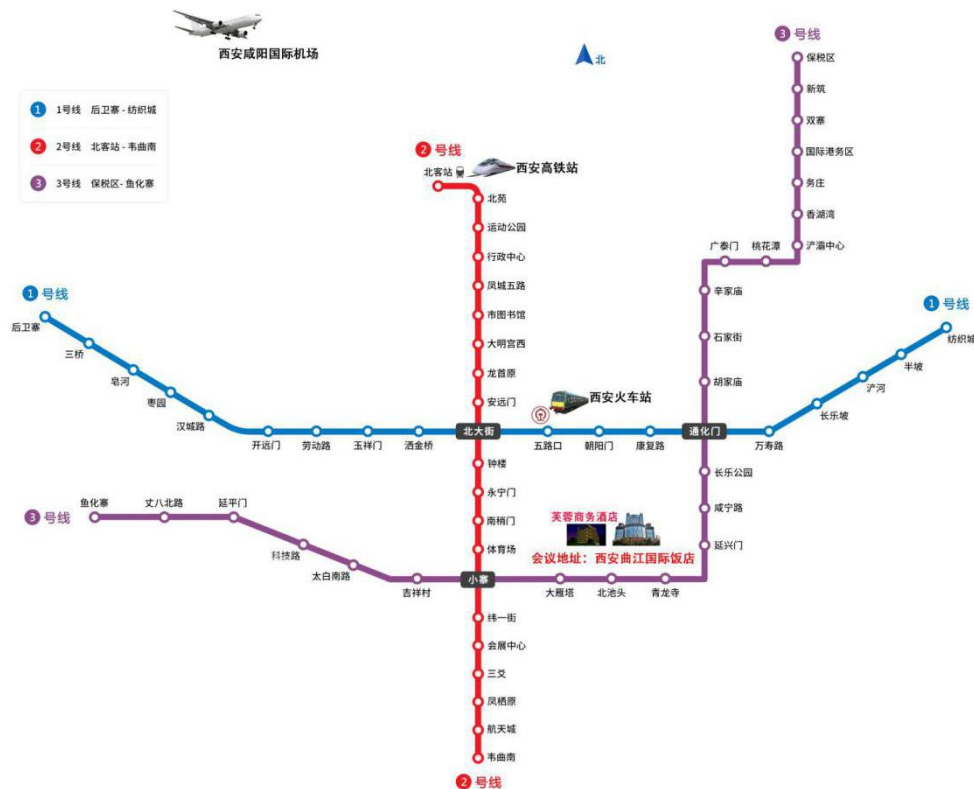 西安咸阳国际机场
北
3 号线
1 1号线 后卫寨 - 纺织城
2 2号线 北客站 - 韦曲南
3 3号线 保税区- 鱼化寨
2 号线
北客站
西安高铁站
保税区
新筑
双寨
国际港务区
务庄
香湖湾
浐灞中心
桃花潭
广泰门
辛家庙
石家街
胡家庙
北苑
运动公园
行政中心
凤城五路
市图书馆
大明宫西
龙首原
安远门
1 号线
后卫寨
三桥
皂河
枣园
汉城路
开远门
劳动路
玉祥门
洒金桥
北大街
西安火车站
五路口
朝阳门
康复路
通化门
万寿路
长乐坡
浐河
半坡
纺织城
1 号线
钟楼
永宁门
南稍门
体育场
长乐公园
咸宁路
延兴门
3 号线
鱼化寨
丈八北路
延平门
科技路
太白南路
吉祥村
小寨
芙蓉商务酒店
会议地址：西安曲江国际饭店
大雁塔
北池头
青龙寺
纬一街
会展中心
三爻
凤栖原
航天城
韦曲南
2 号线